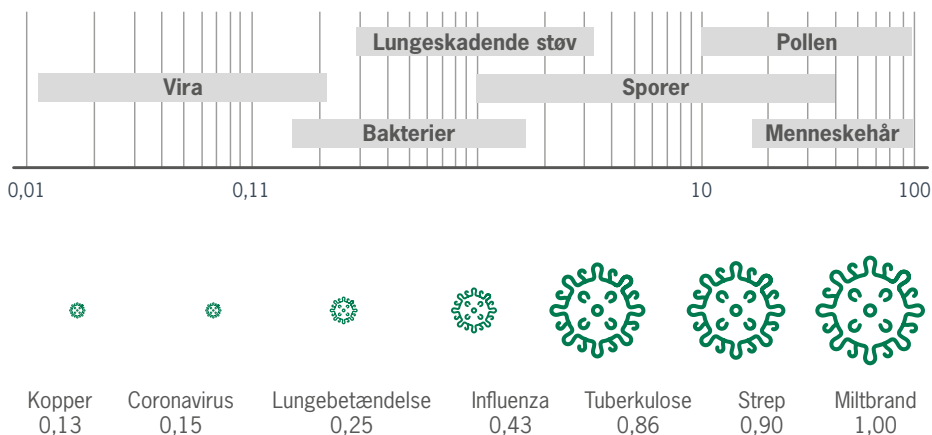 Lungeskadende støv
Pollen
Vira
Sporer
Bakterier
Menneskehår
0,01
0,11
10
100
Kopper
0,13
Coronavirus
0,15
Lungebetændelse
0,25
Influenza
0,43
Tuberkulose
0,86
Strep
0,90
Miltbrand
1,00